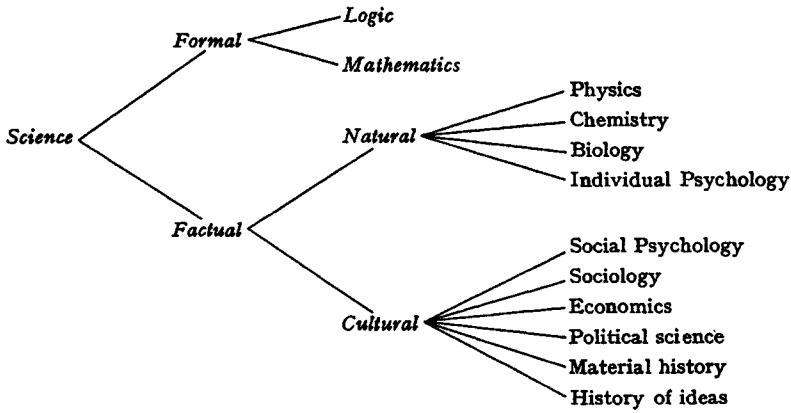 Science
Formal
Logic
Mathematics
Factual
Natural
Physics
Chemistry
Biology
Individual Psychology
Cultural
Social Psychology
Sociology
Economics
Political science
Material history
History of ideas